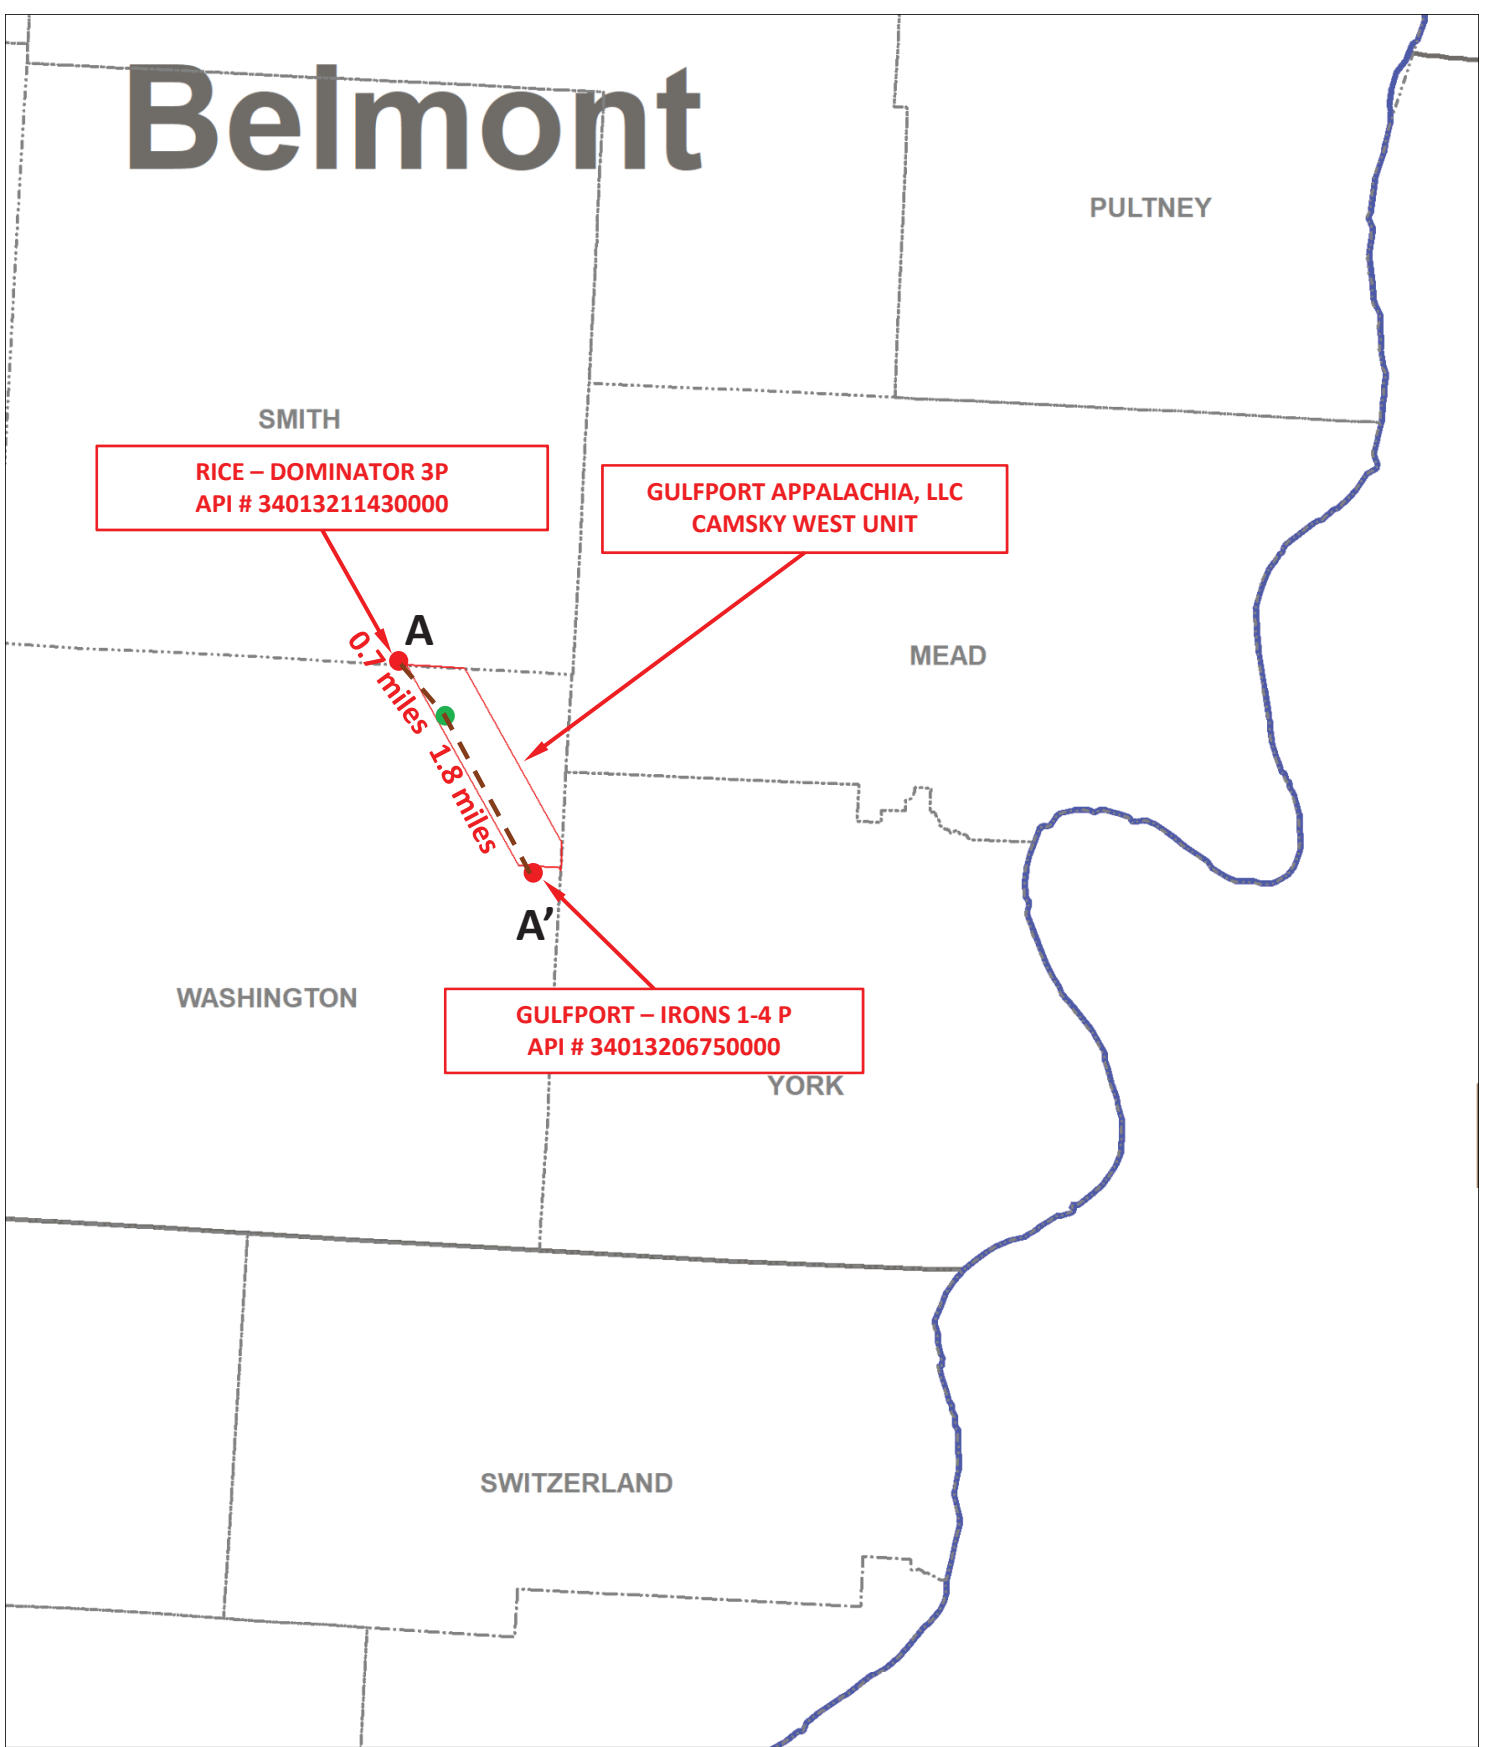 Belmont
PULTNEY
SMITH
RICE – DOMINATOR 3P
API # 34013211430000
GULFPORT APPALACHIA, LLC
CAMSKY WEST UNIT
A
0.7 miles
MEAD
1.8 miles
A’
WASHINGTON
GULFPORT – IRONS 1-4 P
API # 34013206750000
YORK
SWITZERLAND